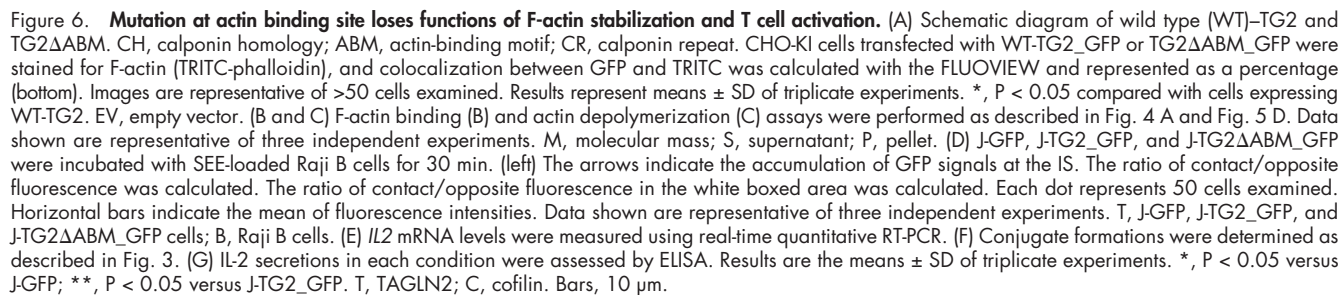 Figure 6. Mutation at actin binding site loses functions of F-actin stabilization and T cell activation. (A) Schematic diagram of wild type (WT)–TG2 and
TG2ΔABM. CH, calponin homology; ABM, actin-binding motif; CR, calponin repeat. CHO-KI cells transfected with WT-TG2_GFP or TG2ΔABM_GFP were
stained for F-actin (TRITC-phalloidin), and colocalization between GFP and TRITC was calculated with the FLUOVIEW and represented as a percentage
(bottom). Images are representative of >50 cells examined. Results represent means ± SD of triplicate experiments. *, P < 0.05 compared with cells expressing
WT-TG2. EV, empty vector. (B and C) F-actin binding (B) and actin depolymerization (C) assays were performed as described in Fig. 4 A and Fig. 5 D. Data
shown are representative of three independent experiments. M, molecular mass; S, supernatant; P, pellet. (D) J-GFP, J-TG2_GFP, and J-TG2ΔABM_GFP
were incubated with SEE-loaded Raji B cells for 30 min. (left) The arrows indicate the accumulation of GFP signals at the IS. The ratio of contact/opposite
fluorescence was calculated. The ratio of contact/opposite fluorescence in the white boxed area was calculated. Each dot represents 50 cells examined.
Horizontal bars indicate the mean of fluorescence intensities. Data shown are representative of three independent experiments. T, J-GFP, J-TG2_GFP, and
J-TG2ΔABM_GFP cells; B, Raji B cells. (E) IL2 mRNA levels were measured using real-time quantitative RT-PCR. (F) Conjugate formations were determined as
described in Fig. 3. (G) IL-2 secretions in each condition were assessed by ELISA. Results are the means ± SD of triplicate experiments. *, P < 0.05 versus
J-GFP; **, P < 0.05 versus J-TG2_GFP. T, TAGLN2; C, cofilin. Bars, 10 µm.